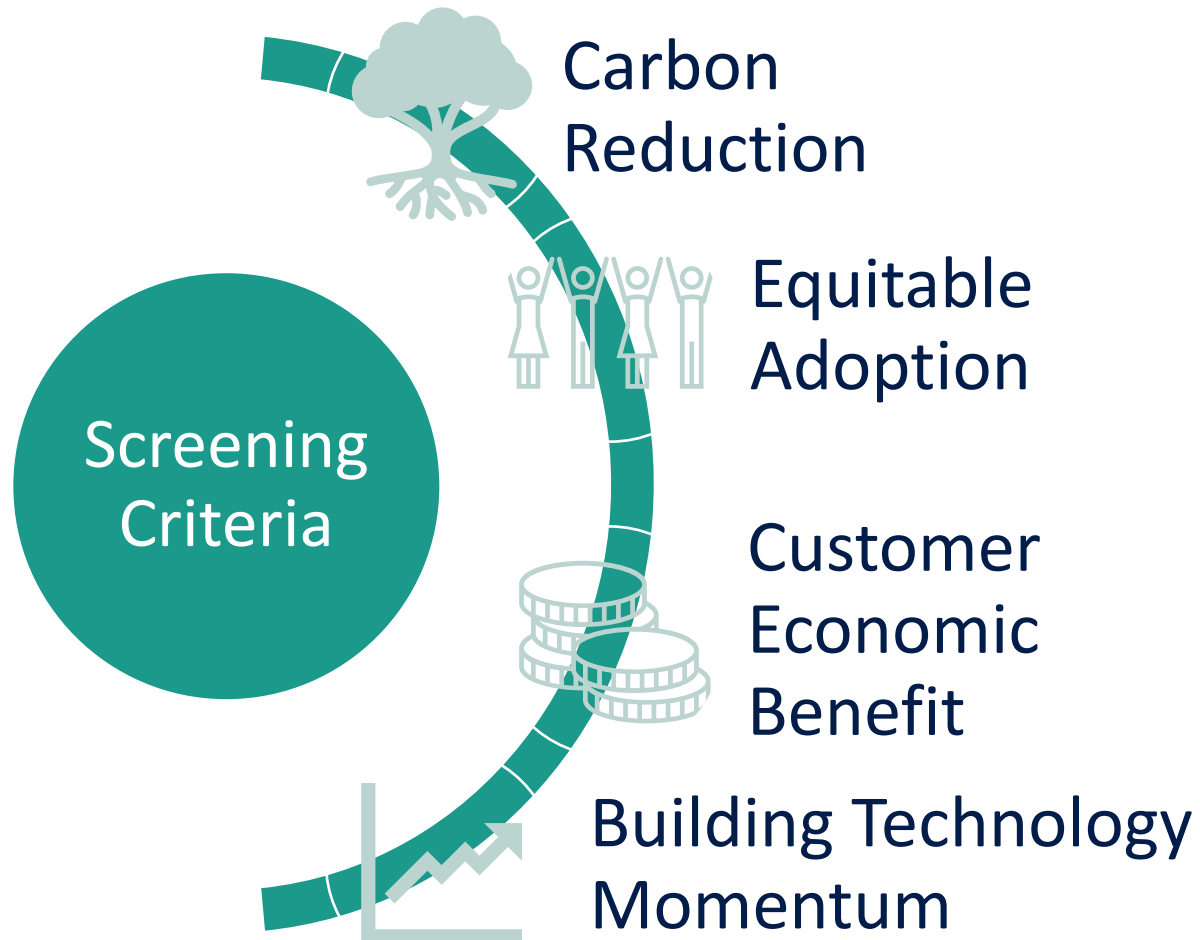 Carbon
Reduction
Equitable
Adoption
Screening
Criteria
Customer
Economic
Benefit
Building Technology
Momentum